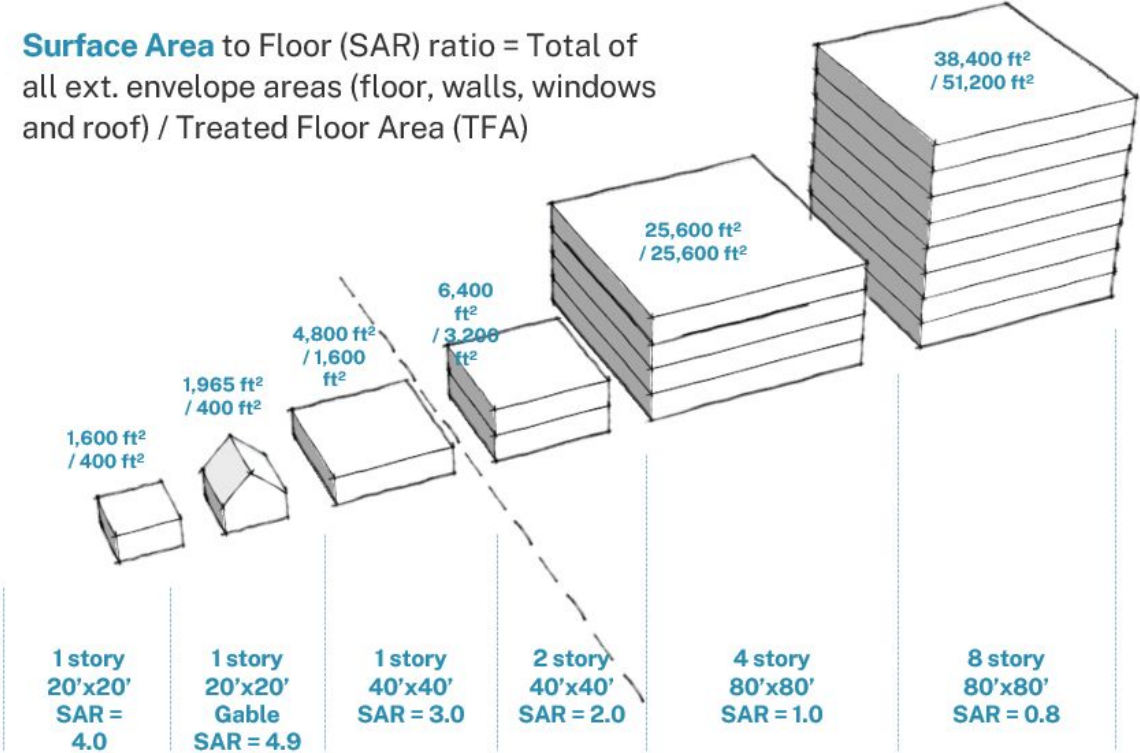 Surface Area to Floor (SAR) ratio = Total of
all ext. envelope areas (floor, walls, windows
and roof) / Treated Floor Area (TFA)
38,400 ft²
/ 51,200 ft²
25,600 ft²
/ 25,600 ft²
6,400
ft²
/ 3,200
ft²
4,800 ft²
/ 1,600
ft²
1,965 ft²
/ 400 ft²
1,600 ft²
/ 400 ft²
1 story
20'x20'
SAR =
4.0
1 story
20'x20'
Gable
SAR = 4.9
1 story
40'x40'
SAR = 3.0
2 story
40'x40'
SAR = 2.0
4 story
80'x80'
SAR = 1.0
8 story
80'x80'
SAR = 0.8